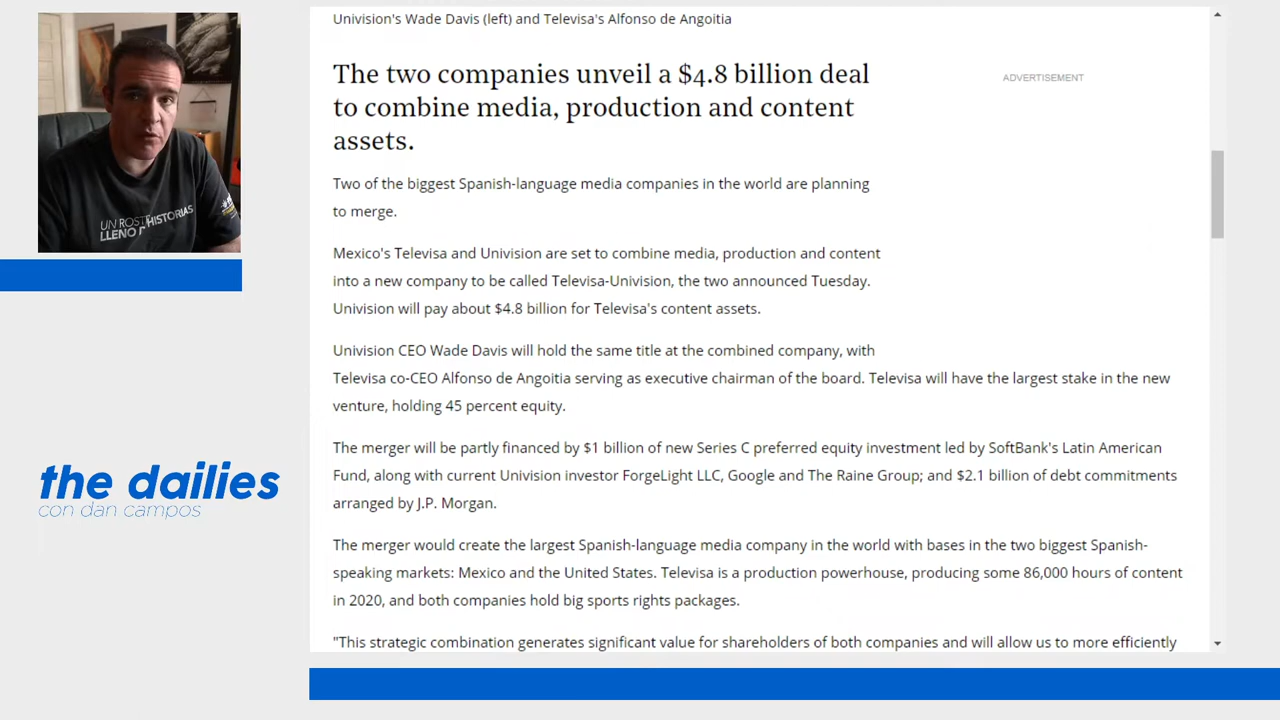 Univision's Wade Davis (left) and Televisa's Alfonso de Angoitia
The two companies unveil a $4.8 billion deal
to combine media, production and content
assets.
ADVERTISEMENT
Two of the biggest Spanish-language media companies in the world are planning
to merge.
Mexico's Televisa and Univision are set to combine media, production and content
into a new company to be called Televisa-Univision, the two announced Tuesday.
Univision will pay about $4.8 billion for Televisa's content assets.
Univision CEO Wade Davis will hold the same title at the combined company, with
Televisa co-CEO Alfonso de Angoitia serving as executive chairman of the board. Televisa will have the largest stake in the new
venture, holding 45 percent equity.
The merger will be partly financed by $1 billion of new Series C preferred equity investment led by SoftBank's Latin American
Fund, along with current Univision investor ForgeLight LLC, Google and The Raine Group; and $2.1 billion of debt commitments
arranged by J.P. Morgan.
The merger would create the largest Spanish-language media company in the world with bases in the two biggest Spanish-
speaking markets: Mexico and the United States. Televisa is a production powerhouse, producing some 86,000 hours of content
in 2020, and both companies hold big sports rights packages.
"This strategic combination generates significant value for shareholders of both companies and will allow us to more efficiently
UN ROST HISTORIAS
LLENO
the dailies
con dan campos